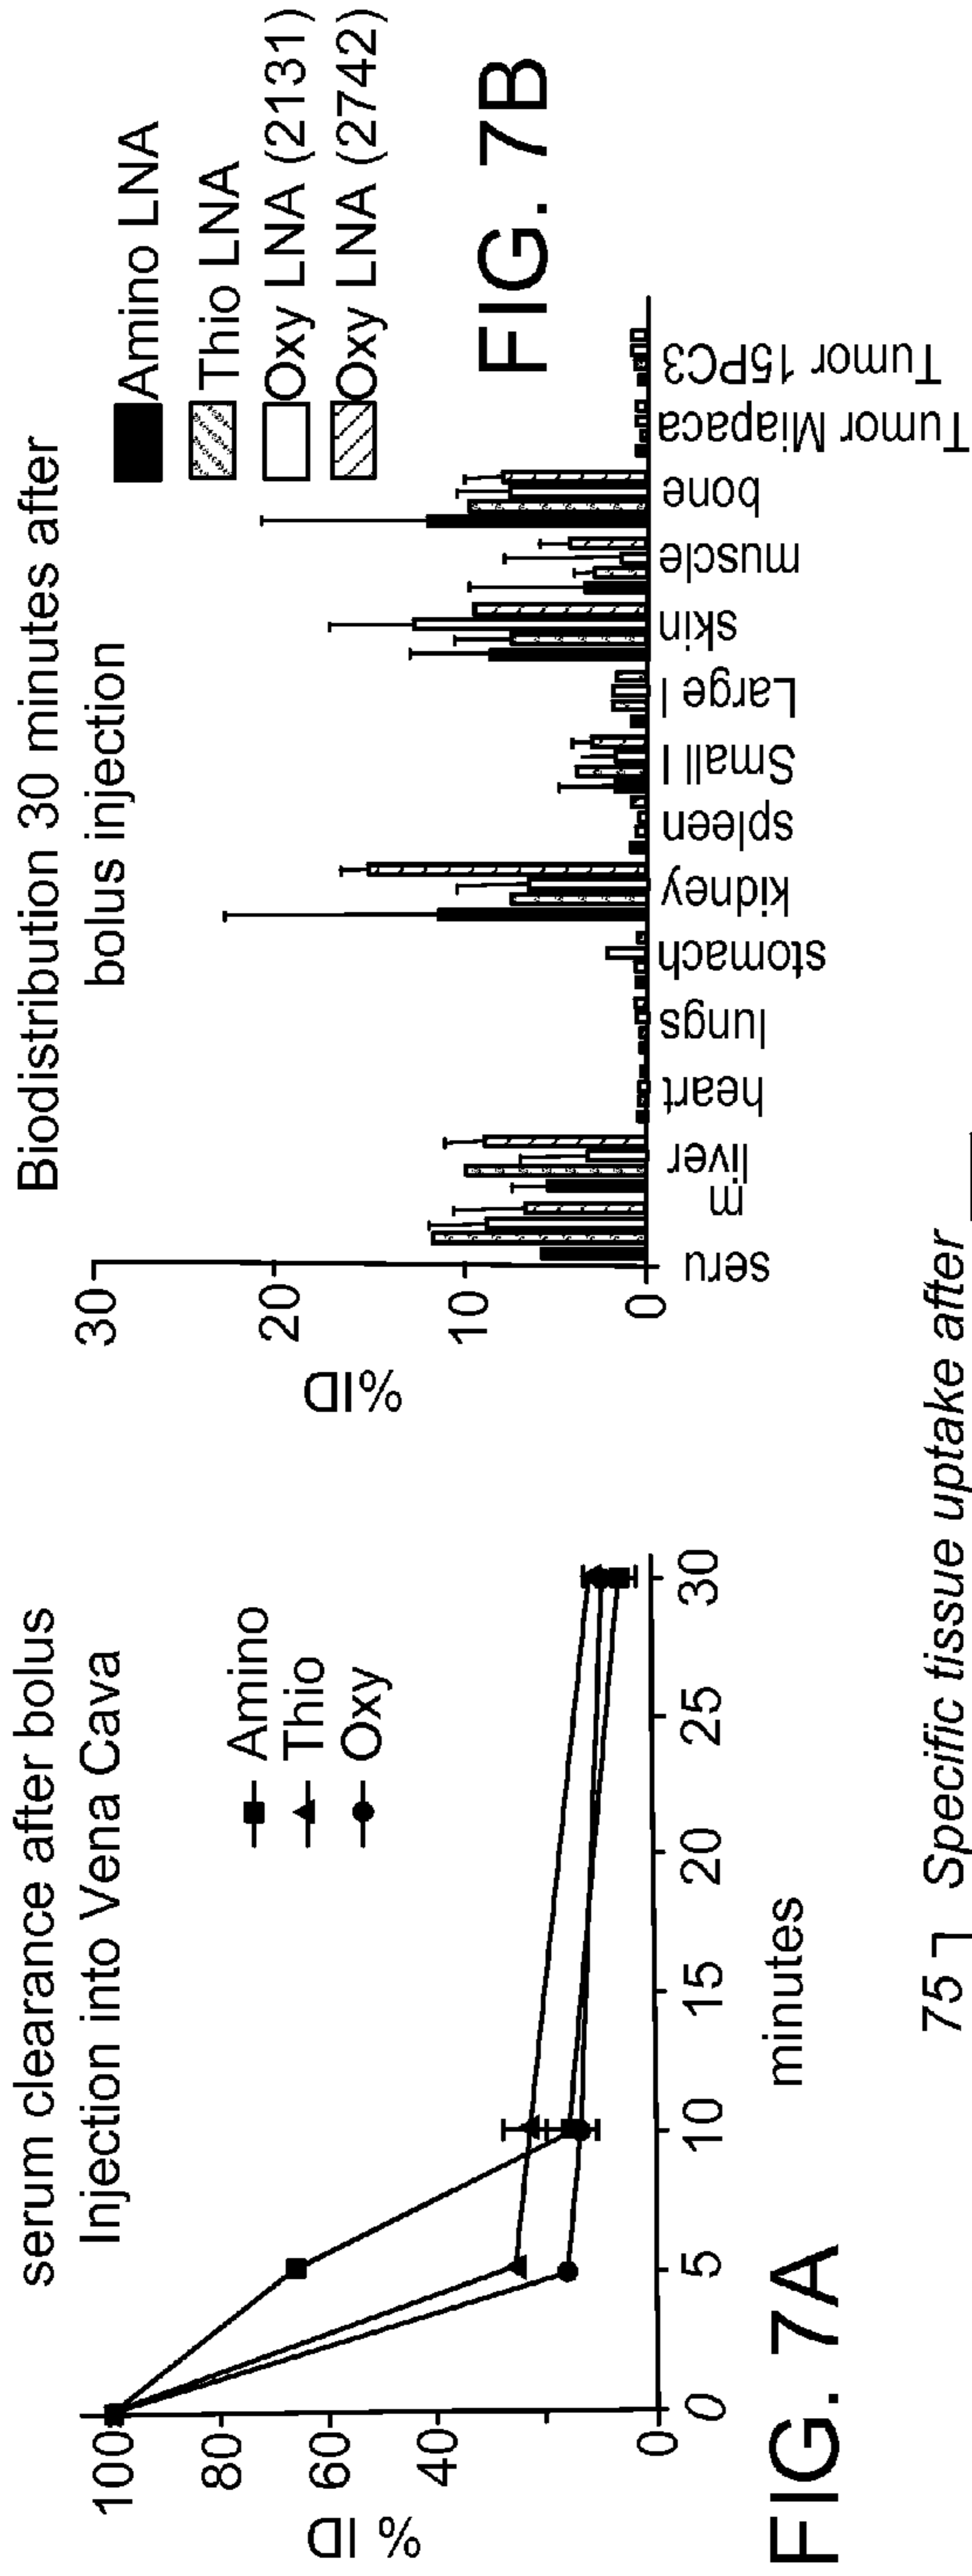 serum clearance after bolus
Injection into Vena Cava
Amino
Thio
Oxy
% ID
100
80
60
40
0
0 5 10 15 20 25 30
minutes
FIG. 7A
Biodistribution 30 minutes after
bolus injection
Amino LNA
Thio LNA
Oxy LNA (2131)
Oxy LNA (2742)
%ID
30
20
10
0
seru
m
liver
heart
lungs
stomach
kidney
spleen
Small I
Large I
skin
muscle
bone
Tumor Miapaca
Tumor 15PC3
FIG. 7B
75 Specific tissue uptake after